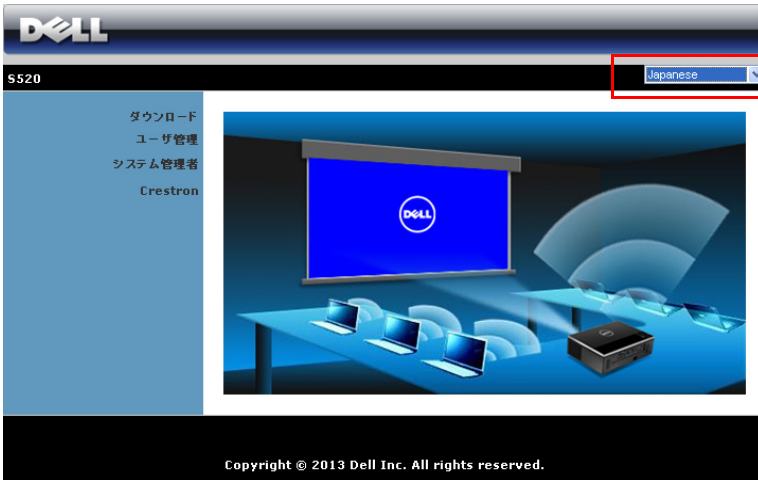 DELL
S520
Japanese
ダウンロード
ユーザ管理
システム管理者
Crestron
DELL
Copyright © 2013 Dell Inc. All rights reserved.